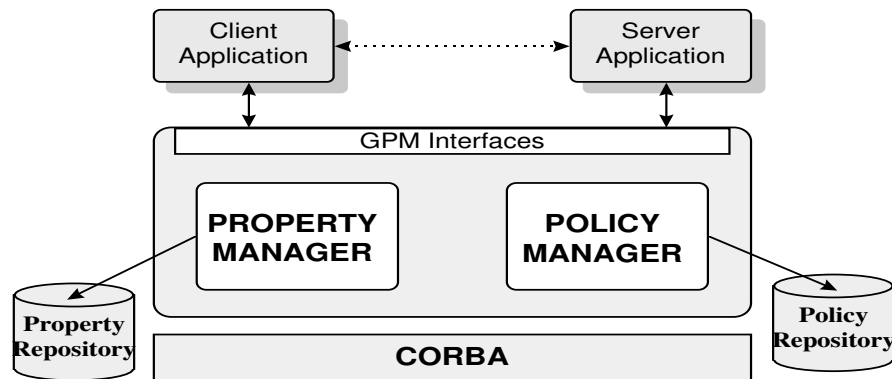 Client
Application
Server
Application
GPM Interfaces
PROPERTY
MANAGER
POLICY
MANAGER
Property
Repository
Policy
Repository
CORBA